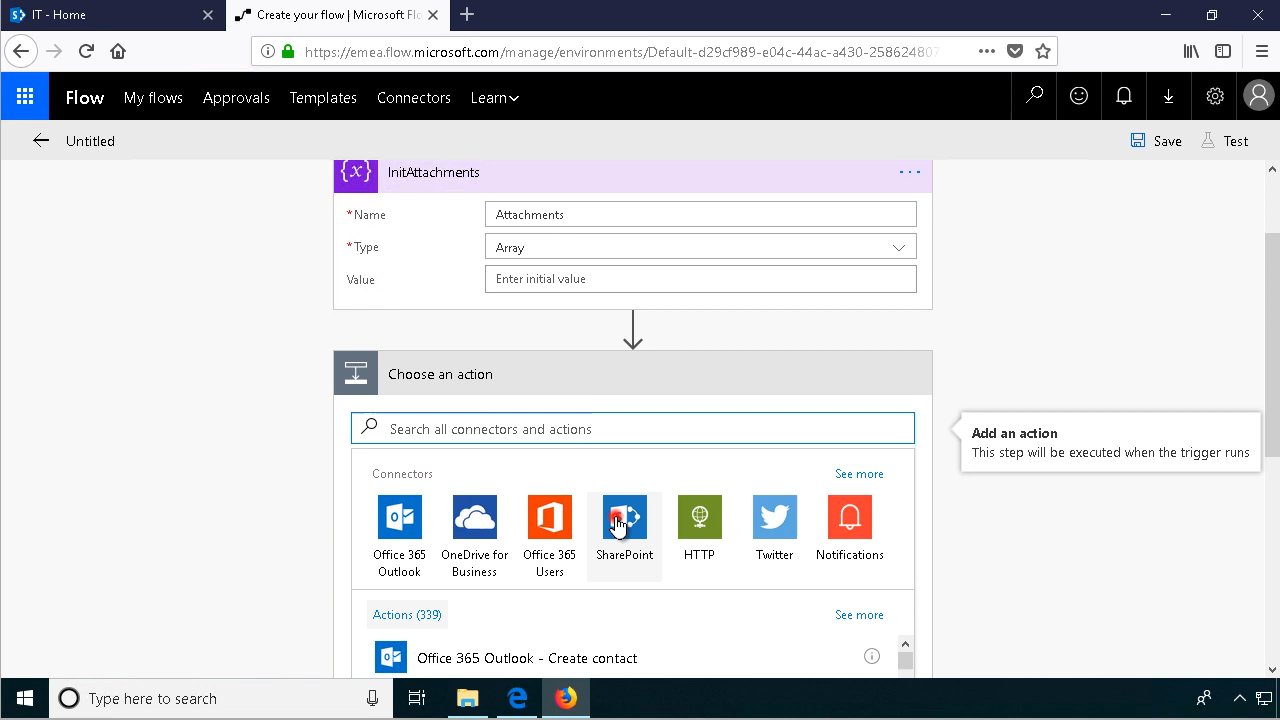 IT - Home
Create your flow | Microsoft Flo
https://emea.flow.microsoft.com/manage/environments/Default-d29cf989-e04c-44ac-a430-258624807
Flow
My flows
Approvals
Templates
Connectors
Learn
Untitled
Save
Test
{x}
InitAttachments
*Name
Attachments
*Type
Array
Value
Enter initial value
Choose an action
Search all connectors and actions
Add an action
This step will be executed when the trigger runs
Connectors
See more
Office 365
Outlook
OneDrive for
Business
Office 365
Users
SharePoint
HTTP
Twitter
Notifications
Actions (339)
See more
Office 365 Outlook - Create contact
Type here to search